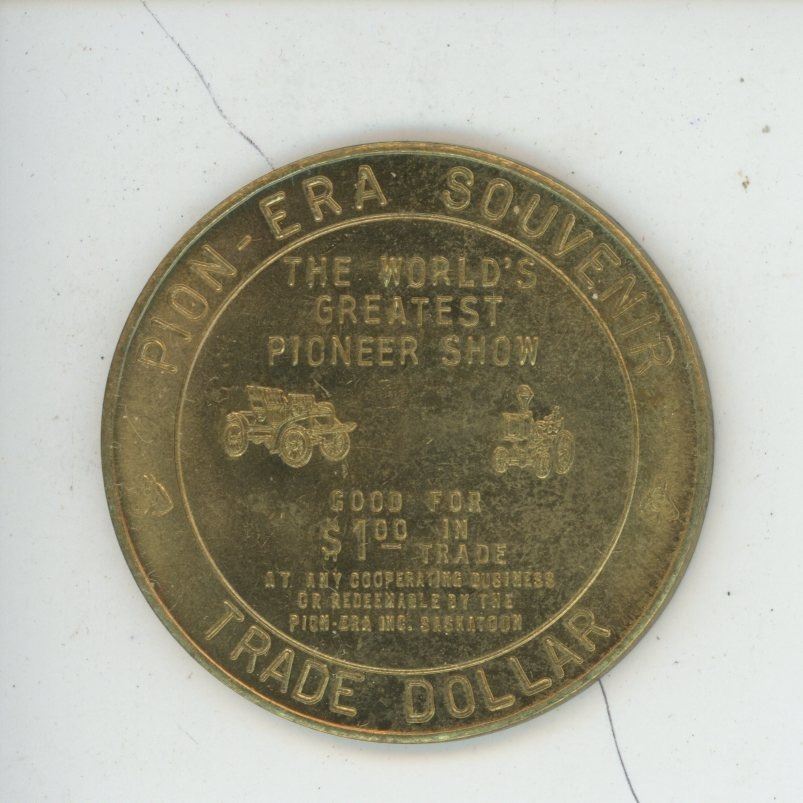 PION-ERA SOUVENIR
THE WORLD'S
GREATEST
PIONEER SHOW
GOOD FOR
$1.00 IN
TRADE
AT ANY COOPERATING BUSINESS
OR REDEEMABLE BY THE
PION-ERA INC. SASKATOON
TRADE DOLLAR